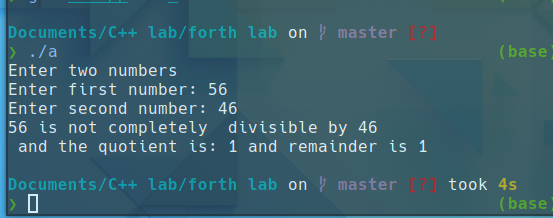 Documents/C++ lab/forth lab on master [?]
❯ ./a (base)
Enter two numbers
Enter first number: 56
Enter second number: 46
56 is not completely  divisible by 46
 and the quotient is: 1 and remainder is 1
Documents/C++ lab/forth lab on master [?] took 4s
❯ (base)